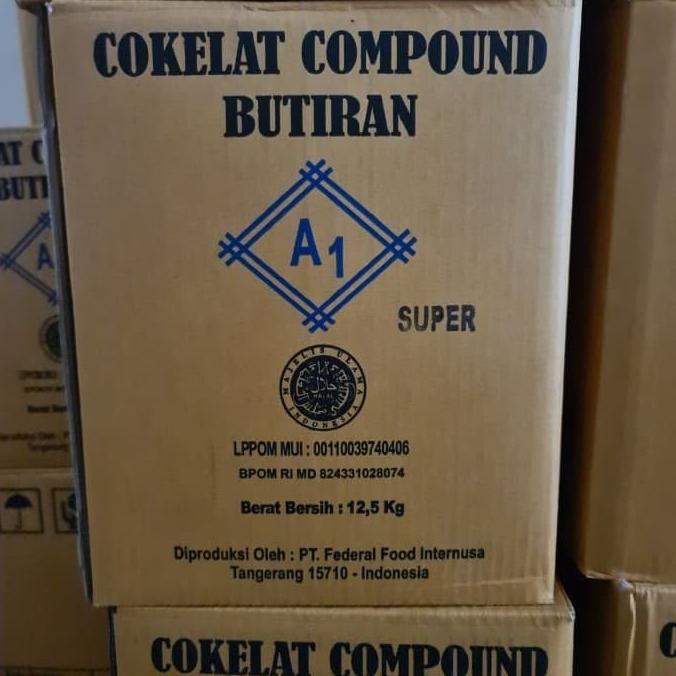 COKELAT COMPOUND
BUTIRAN
A1
SUPER
MAJELIS ULAMA
حلال
HALAL
INDONESIA
LPPOM MUI : 00110039740406
BPOM RI MD 824331028074
Berat Bersih : 12,5 Kg
Diproduksi Oleh : PT. Federal Food Internusa
Tangerang 15710 - Indonesia
COKELAT COMPOUND